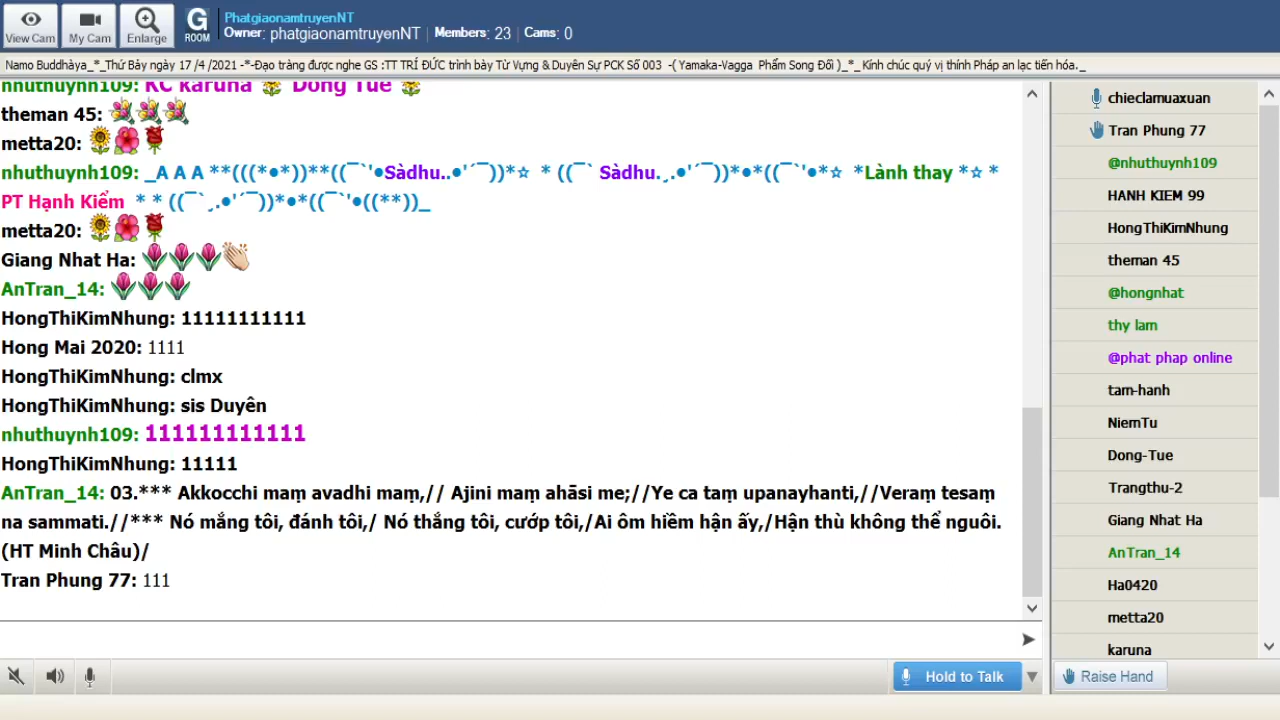 View Cam
My Cam
Enlarge
G
ROOM
PhatgiaonamtruyenNT
Owner: phatgiaonamtruyenNT | Members: 23 | Cams: 0
Namo Buddhàya_*_Thứ Bảy ngày 17 /4 /2021 -*-Đạo tràng được nghe GS :TT TRÍ ĐỨC trình bày Từ Vựng & Duyên Sự PCK Số 003 -( Yamaka-Vagga Phẩm Song Đối )_*_ Kính chúc quý vị thính Pháp an lạc tiến hóa._
nhuthuynh109: KC karuna 🌼 Dong Tue 🌼
theman 45: 💐💐💐
metta20: 🌻🌺🌹
nhuthuynh109: _A A A **(((*•*))**((¯`'•Sàdhu..•'´¯))*☆ * ((¯` Sàdhu.¸.•'´¯))*•*((¯`'•*☆ *Lành thay *☆ *
PT Hạnh Kiểm * * ((¯`¸.•'´¯))*•*((¯`'•((**))_
metta20: 🌻🌺🌹
Giang Nhat Ha: 🌷🌷🌷👏
AnTran_14: 🌷🌷🌷
HongThiKimNhung: 11111111111
Hong Mai 2020: 1111
HongThiKimNhung: clmx
HongThiKimNhung: sis Duyên
nhuthuynh109: 111111111111
HongThiKimNhung: 11111
AnTran_14: 03.*** Akkocchi maṃ avadhi maṃ,// Ajini maṃ ahāsi me;//Ye ca taṃ upanayhanti,//Veraṃ tesaṃ
na sammati.//*** Nó mắng tôi, đánh tôi,/ Nó thắng tôi, cướp tôi,/Ai ôm hiềm hận ấy,/Hận thù không thể nguôi.
(HT Minh Châu)/
Tran Phung 77: 111
Hold to Talk
chieclamuaxuan
Tran Phung 77
@nhuthuynh109
HANH KIEM 99
HongThiKimNhung
theman 45
@hongnhat
thy lam
@phat phap online
tam-hanh
NiemTu
Dong-Tue
Trangthu-2
Giang Nhat Ha
AnTran_14
Ha0420
metta20
karuna
Raise Hand